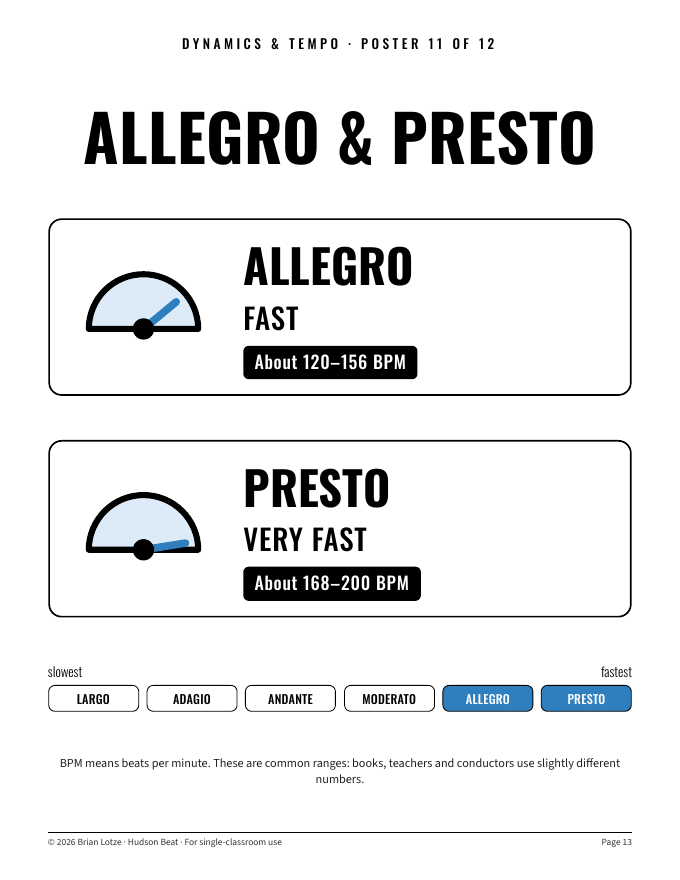 DYNAMICS & TEMPO · POSTER 11 OF 12
ALLEGRO & PRESTO
ALLEGRO
FAST
About 120–156 BPM
PRESTO
VERY FAST
About 168–200 BPM
slowest fastest
LARGO ADAGIO ANDANTE MODERATO ALLEGRO PRESTO
BPM means beats per minute. These are common ranges: books, teachers and conductors use slightly different
numbers.
© 2026 Brian Lotze · Hudson Beat · For single-classroom use Page 13